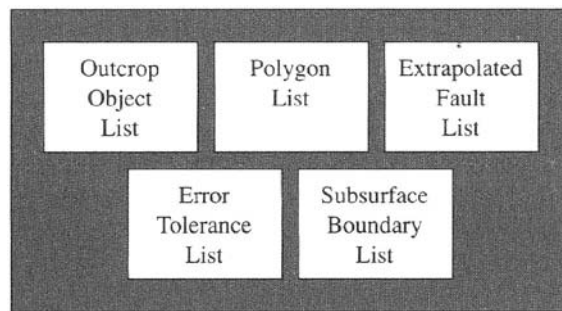 Outcrop
Object
List
Polygon
List
Extrapolated
Fault
List
Error
Tolerance
List
Subsurface
Boundary
List